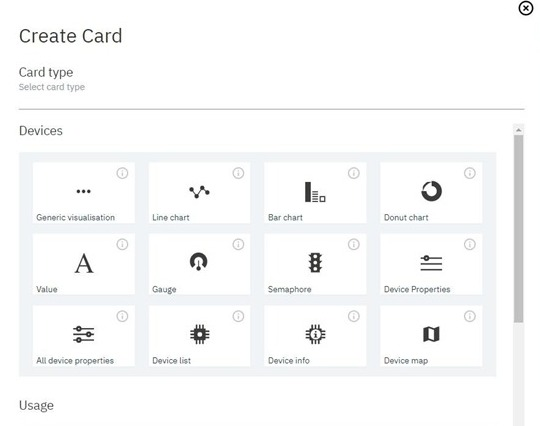 Create Card
Card type
Select card type
Devices
Generic visualisation
Line chart
Bar chart
Donut chart
A
Value
Gauge
Semaphore
Device Properties
All device properties
Device list
Device info
Device map
Usage